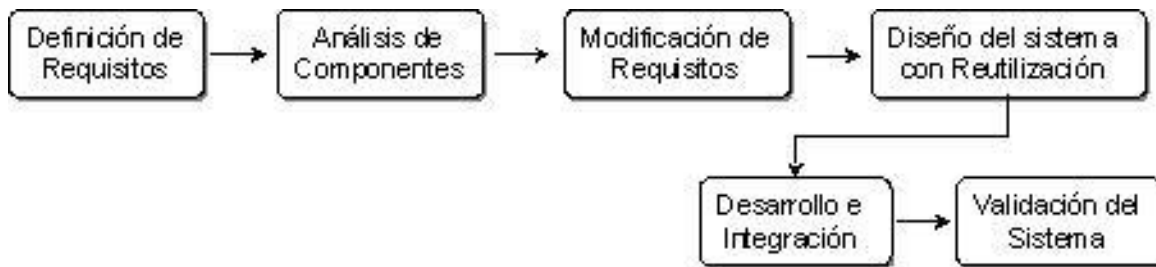 Definición de
Requisitos
Análisis de
Componentes
Modificación de
Requisitos
Diseño del sistema
con Reutilización
Desarrollo e
Integración
Validación del
Sistema